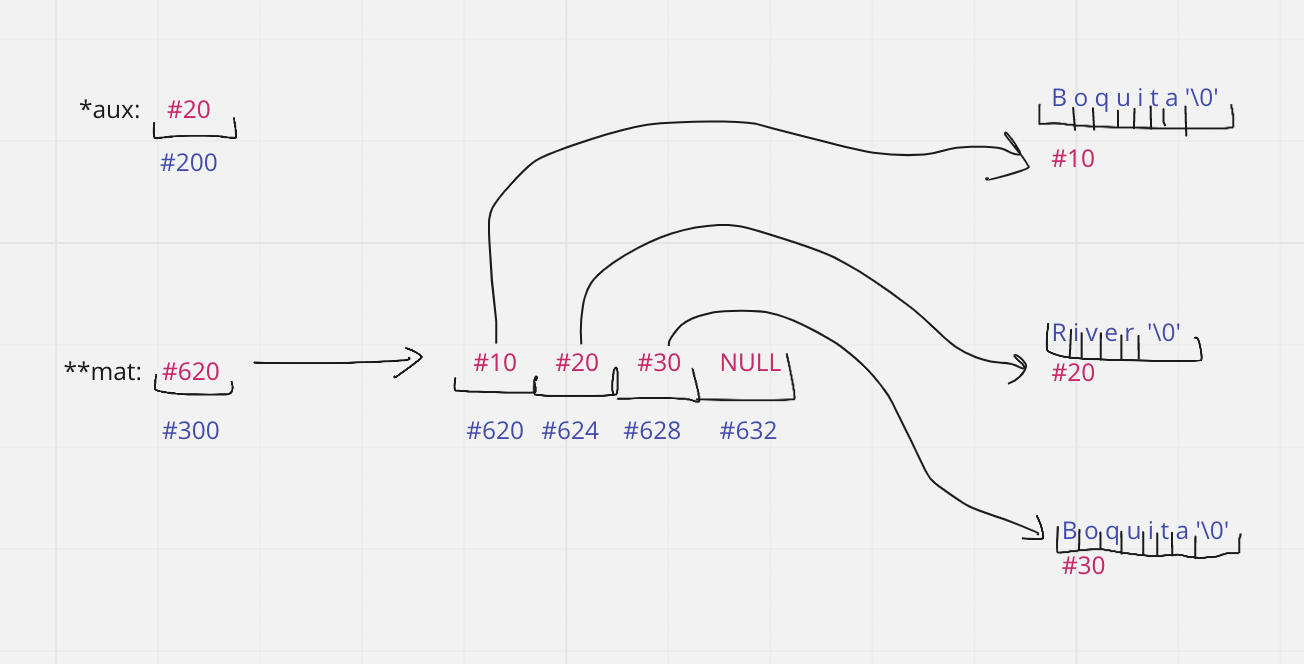 *aux: #20
#200
B o q u i t a '\0'
#10
R i v e r '\0'
#20
**mat: #620
#10 #20 #30 NULL
#300
#620 #624 #628 #632
B o q u i t a '\0'
#30